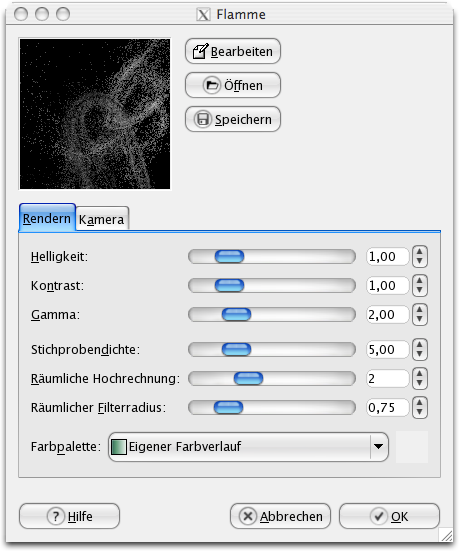 Flamme
Bearbeiten
Öffnen
Speichern
Rendern Kamera
Helligkeit: 1,00
Kontrast: 1,00
Gamma: 2,00
Stichprobendichte: 5,00
Räumliche Hochrechnung: 2
Räumlicher Filterradius: 0,75
Farbpalette: Eigener Farbverlauf
Hilfe Abbrechen OK